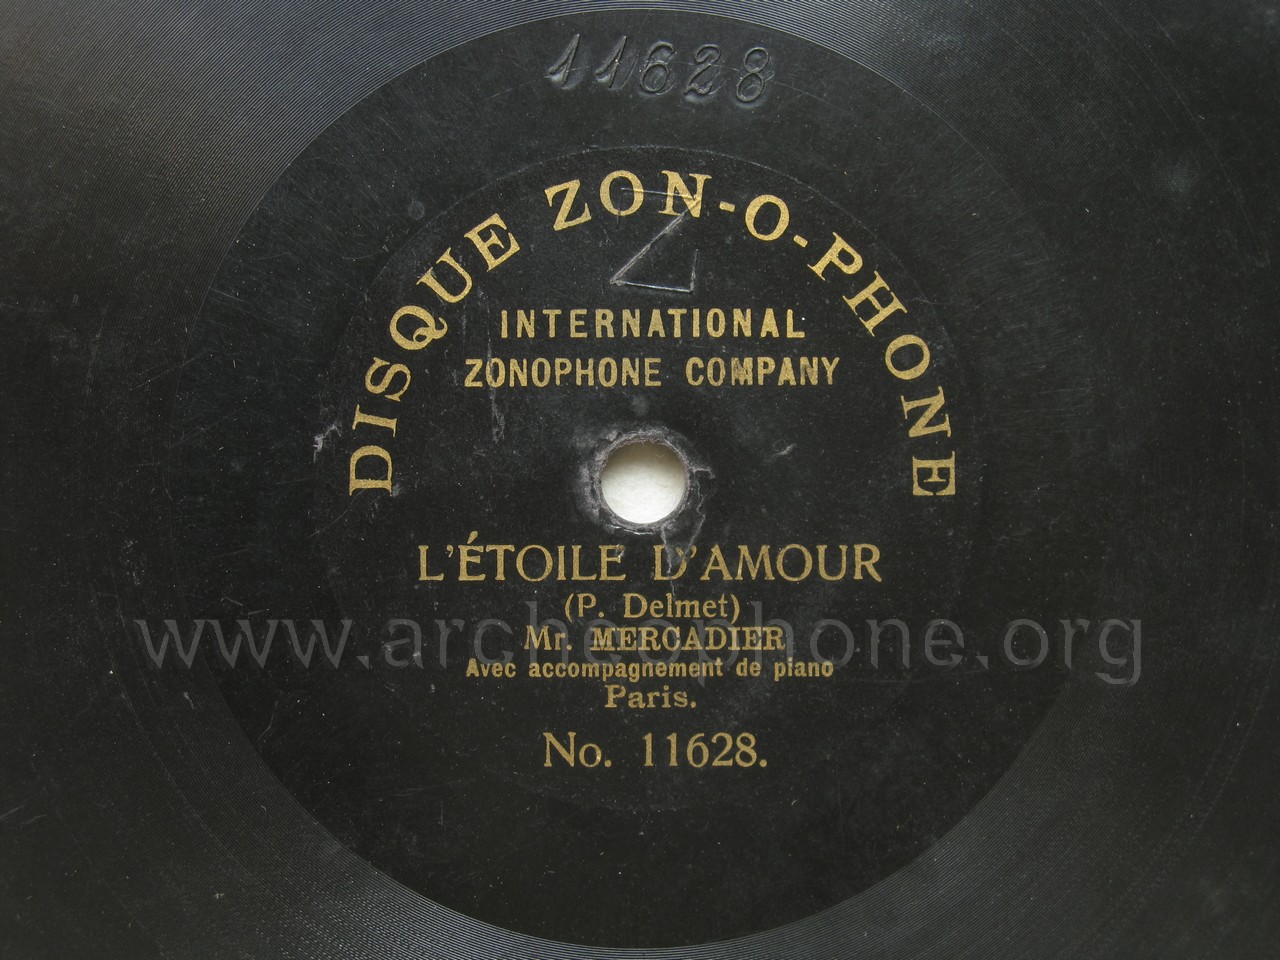 11628
DISQUE ZON-O-PHONE
Z
INTERNATIONAL
ZONOPHONE COMPANY
L'ÉTOILE D'AMOUR
(P. Delmet)
www.archeophone.org
Mr. MERCADIER
Avec accompagnement de piano
Paris.
No. 11628.